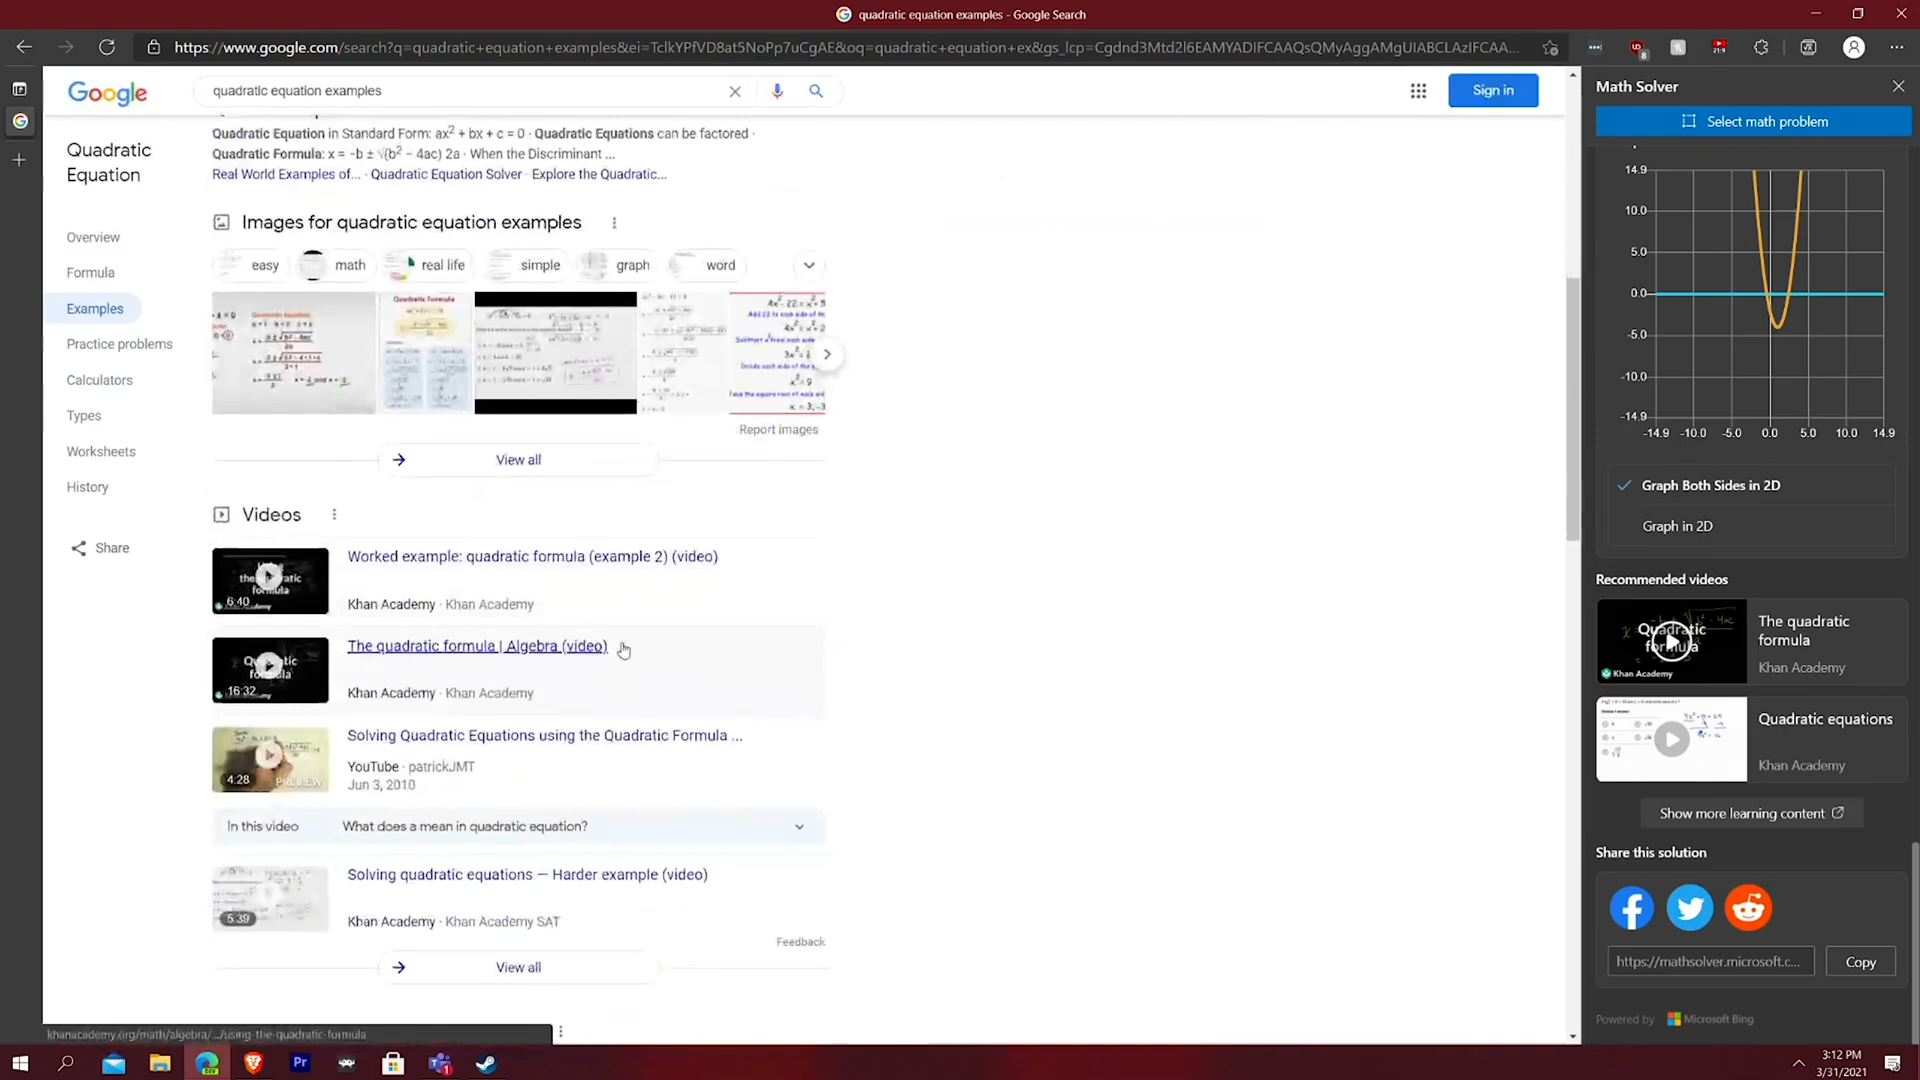 quadratic equation examples - Google Search
https://www.google.com/search?q=quadratic+equation+examples&ei=TclkYPfVD8at5NoPp7uCgAE&oq=quadratic+equation+ex&gs_lcp=Cgdnd3Mtd2l6EAMYADIFCAAQsQMyAggAMgUIABCLAzIFCAA...
Google
quadratic equation examples
Sign in
Quadratic Equation
Overview
Formula
Examples
Practice problems
Calculators
Types
Worksheets
History
Share
Quadratic Equation in Standard Form: ax² + bx + c = 0 · Quadratic Equations can be factored ·
Quadratic Formula: x = -b ± √(b² − 4ac) 2a · When the Discriminant ...
Real World Examples of... · Quadratic Equation Solver · Explore the Quadratic...
Images for quadratic equation examples
easy
math
real life
simple
graph
word
Quadratic Formula
Report images
View all
Videos
Worked example: quadratic formula (example 2) (video)
6:40
Khan Academy · Khan Academy
The quadratic formula | Algebra (video)
16:32
Khan Academy · Khan Academy
Solving Quadratic Equations using the Quadratic Formula ...
4:28
PREVIEW
YouTube · patrickJMT
Jun 3, 2010
In this video
What does a mean in quadratic equation?
Solving quadratic equations — Harder example (video)
5:39
Khan Academy · Khan Academy SAT
Feedback
View all
khanacademy.org/math/algebra/.../using-the-quadratic-formula
Math Solver
Select math problem
14.9
10.0
5.0
0.0
-5.0
-10.0
-14.9
-14.9 -10.0 -5.0 0.0 5.0 10.0 14.9
Graph Both Sides in 2D
Graph in 2D
Recommended videos
Quadratic formula
Khan Academy
The quadratic formula
Khan Academy
Quadratic equations
Khan Academy
Show more learning content
Share this solution
https://mathsolver.microsoft.c...
Copy
Powered by Microsoft Bing
3:12 PM
3/31/2021